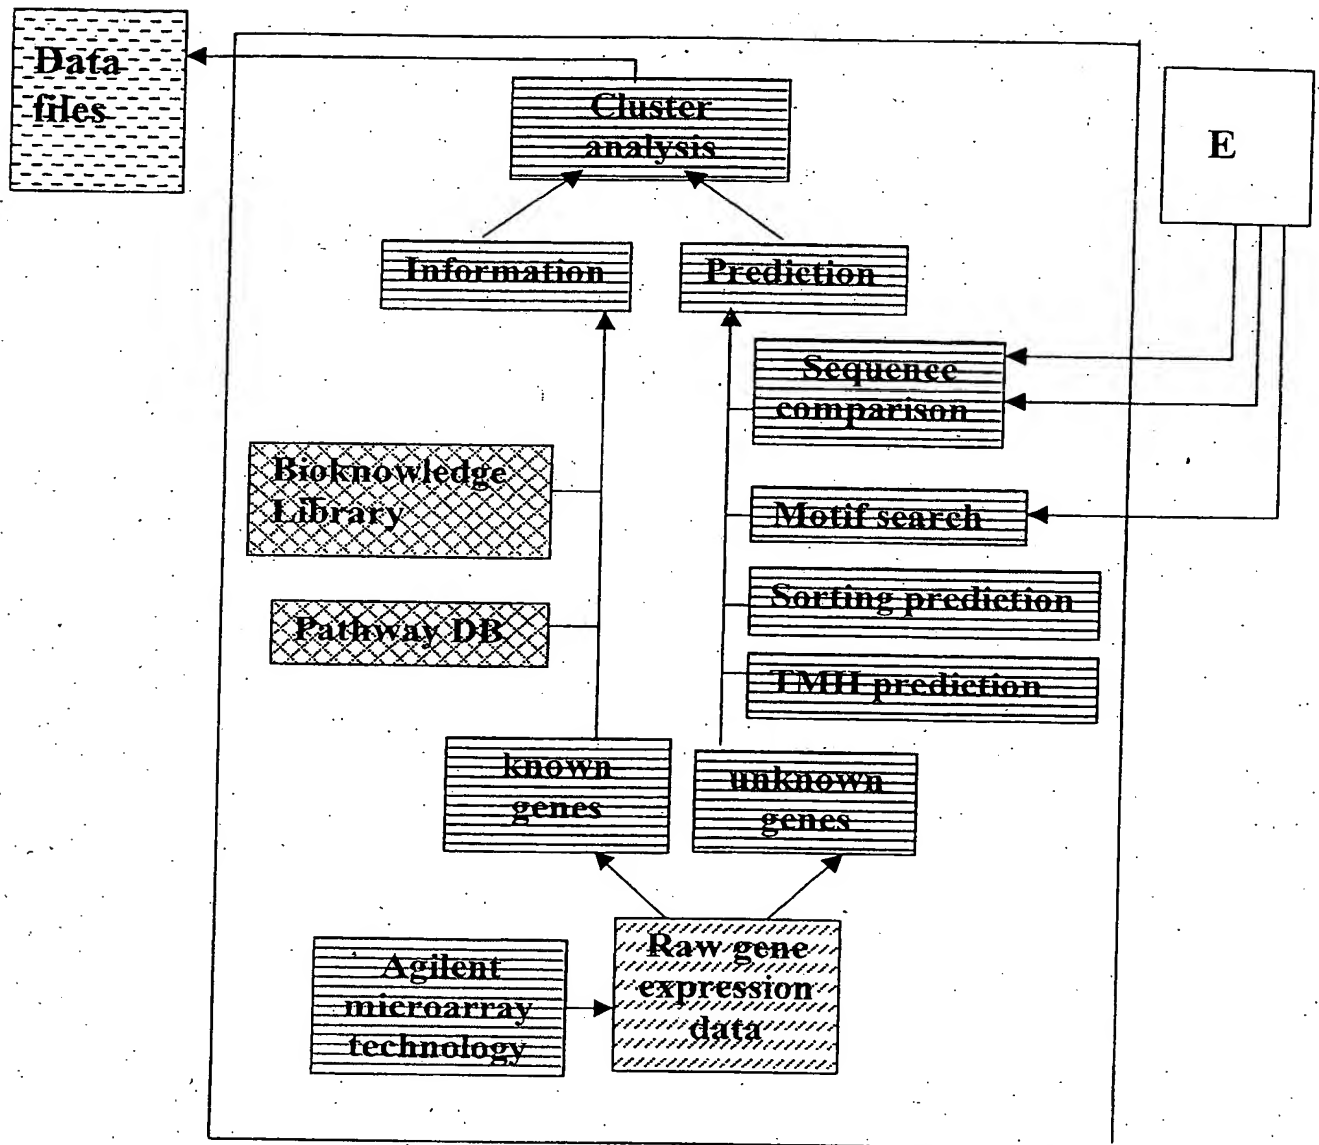 Data
files
Cluster
analysis
E
Information
Prediction
Sequence
comparison
Bioknowledge
Library
Motif search
Sorting prediction
Pathway DB
TMH prediction
known
genes
unknown
genes
Agilent
microarray
technology
Raw gene
expression
data